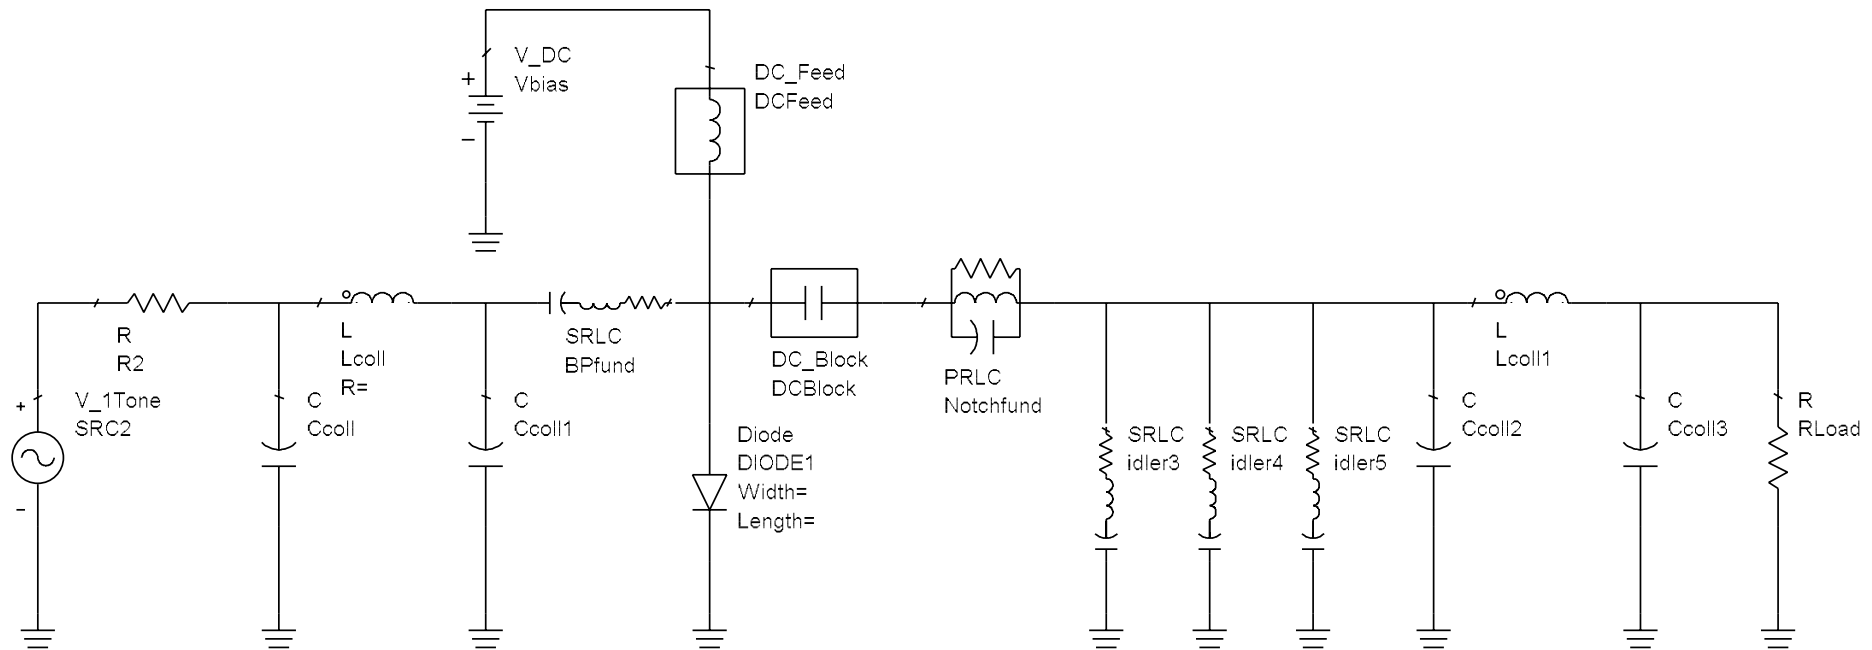 V_DC
Vbias
+
−
DC_Feed
DCFeed
R
R2
L
Lcoll
R=
SRLC
BPfund
DC_Block
DCBlock
PRLC
Notchfund
L
Lcoll1
+
V_1Tone
SRC2
-
C
Ccoll
C
Ccoll1
Diode
DIODE1
Width=
Length=
SRLC
idler3
SRLC
idler4
SRLC
idler5
C
Ccoll2
C
Ccoll3
R
RLoad